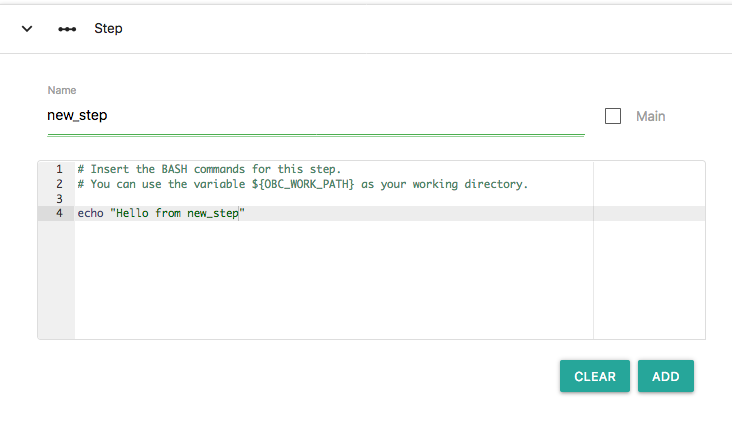 Step
Name
new_step
Main
1 # Insert the BASH commands for this step.
2 # You can use the variable ${OBC_WORK_PATH} as your working directory.
3
4 echo "Hello from new_step"
CLEAR ADD